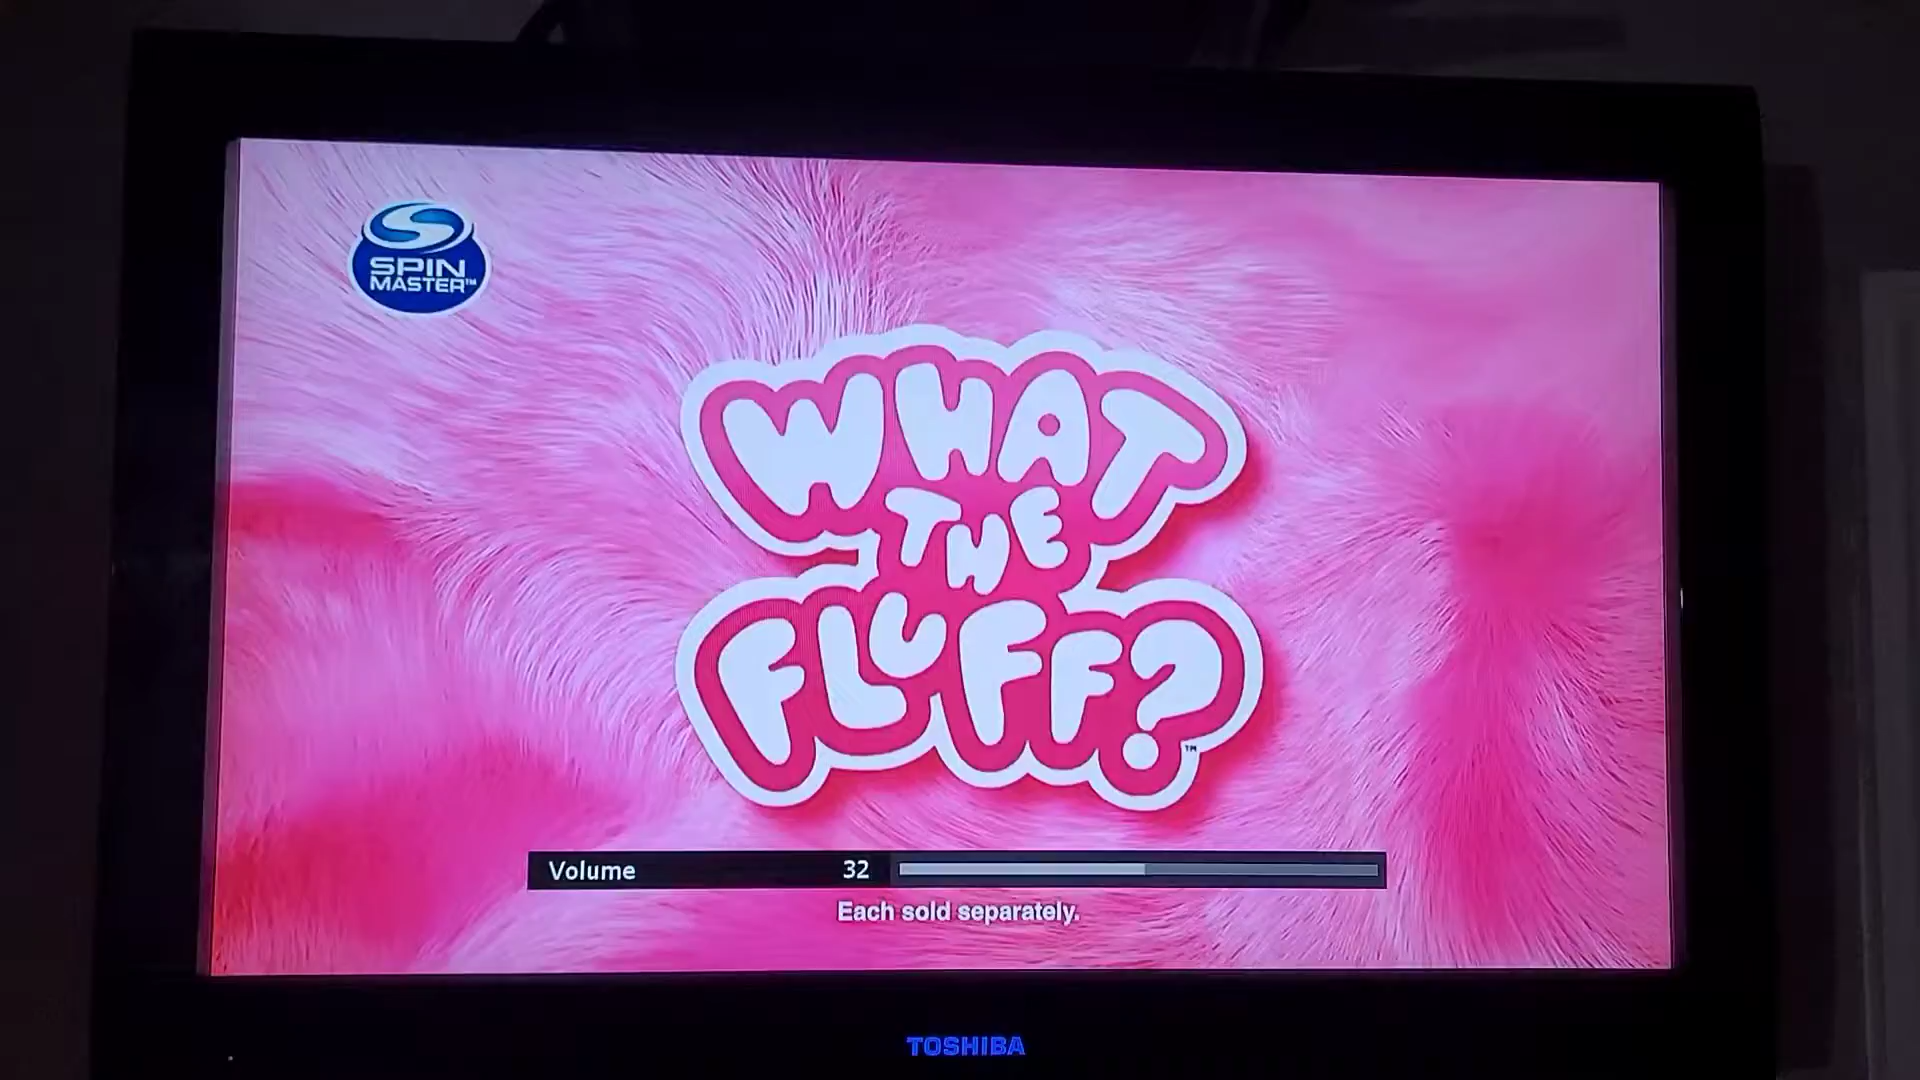 SPIN
MASTER™
WHAT
THE
FLUFF?™
Volume 32
Each sold separately.
TOSHIBA